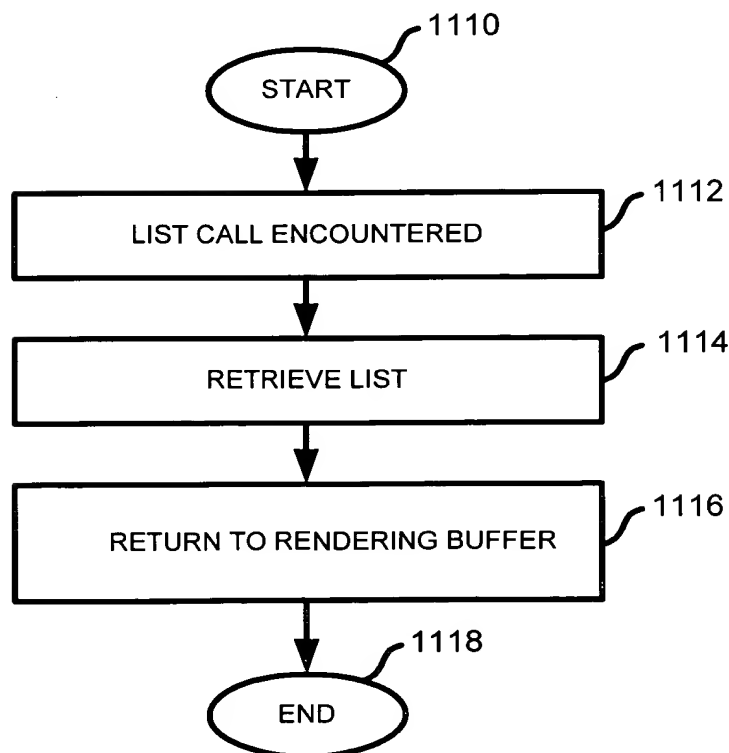 1110
START
1112
LIST CALL ENCOUNTERED
1114
RETRIEVE LIST
1116
RETURN TO RENDERING BUFFER
1118
END